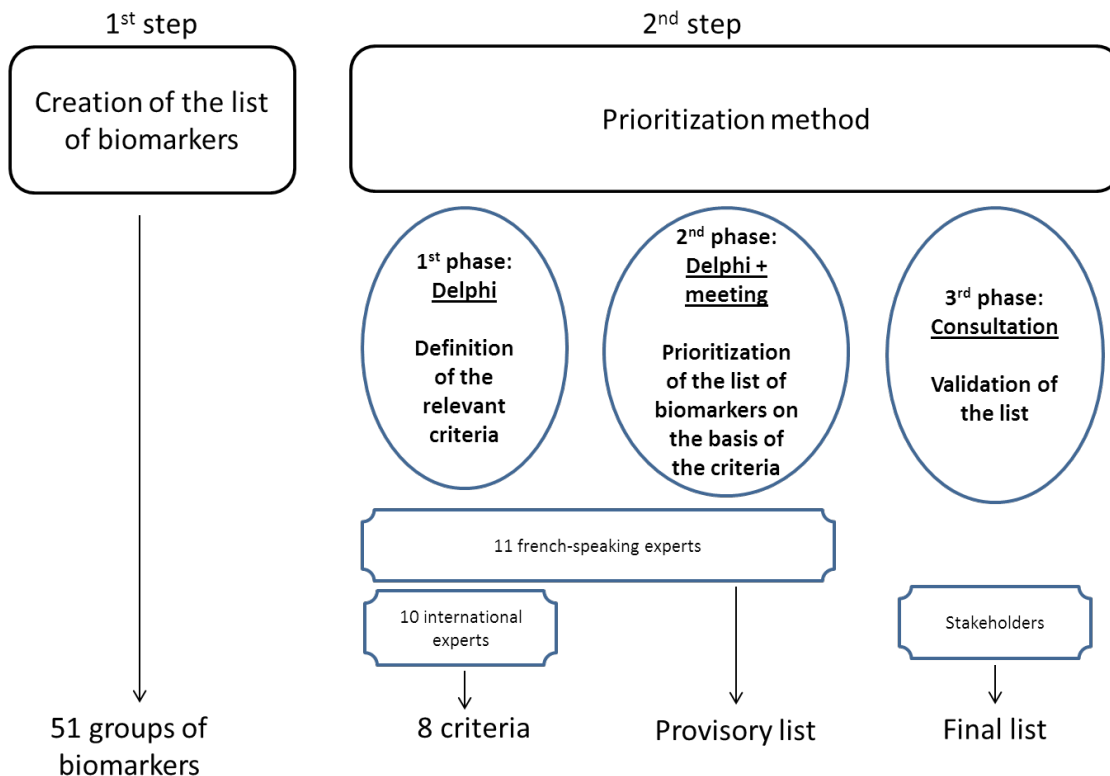 1st step
Creation of the list
of biomarkers
51 groups of
biomarkers
2nd step
Prioritization method
1st phase:
Delphi
Definition
of the
relevant
criteria
2nd phase:
Delphi +
meeting
Prioritization
of the list of
biomarkers on
the basis of
the criteria
3rd phase:
Consultation
Validation of
the list
11 french-speaking experts
10 international
experts
Stakeholders
8 criteria
Provisory list
Final list